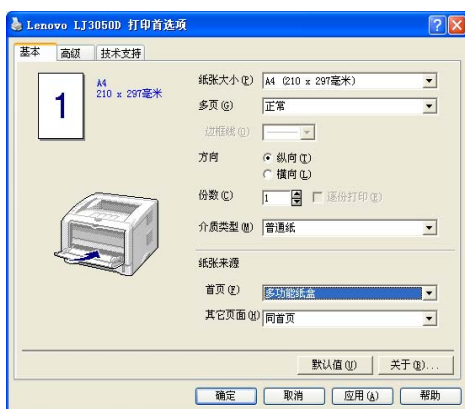 Lenovo LJ3050D 打印首选项
基本 高级 技术支持
1
A4
210 x 297毫米
纸张大小(P) A4 (210 x 297毫米)
多页(G) 正常
边框线(O)
方向 纵向(T)
横向(L)
份数(C) 1 逐份打印(E)
介质类型(M) 普通纸
纸张来源
首页(F) 多功能纸盒
其它页面(H) 同首页
默认值(U) 关于(B)...
确定 取消 应用(A) 帮助